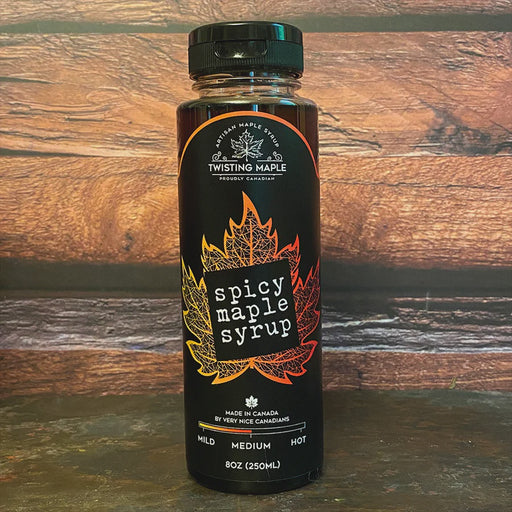 ARTISAN MAPLE SYRUP
TWISTING MAPLE
PROUDLY CANADIAN
spicy
maple
syrup
MADE IN CANADA
BY VERY NICE CANADIANS
MILD MEDIUM HOT
8OZ (250ML)